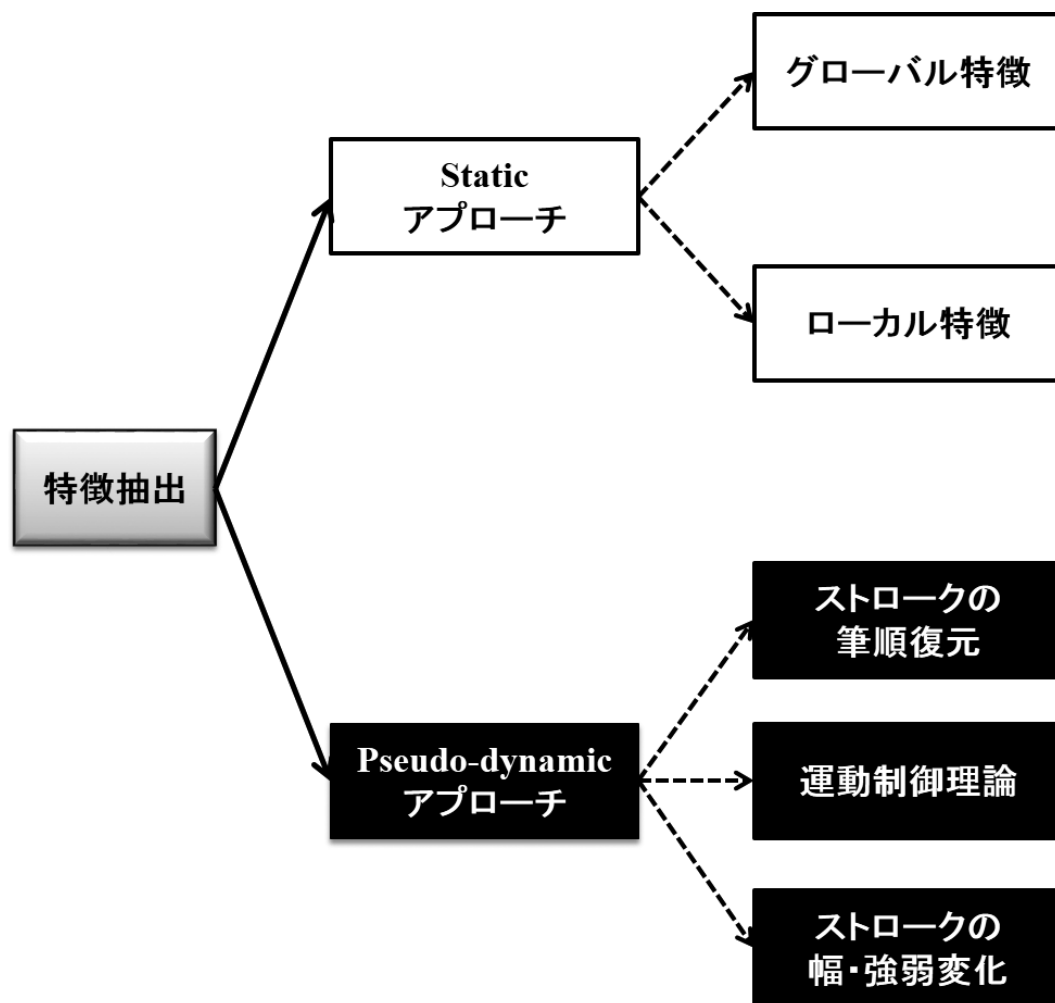 グローバル特徴
Static
アプローチ
ローカル特徴
特徴抽出
ストロークの
筆順復元
Pseudo-dynamic
アプローチ
運動制御理論
ストロークの
幅・強弱変化